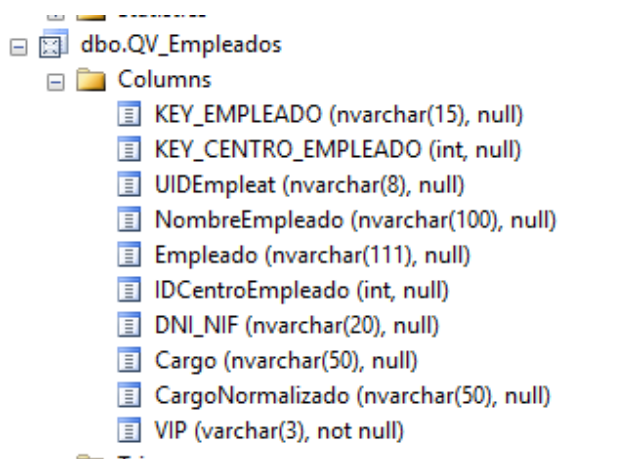 dbo.QV_Empleados
Columns
KEY_EMPLEADO (nvarchar(15), null)
KEY_CENTRO_EMPLEADO (int, null)
UIDEmpleat (nvarchar(8), null)
NombreEmpleado (nvarchar(100), null)
Empleado (nvarchar(111), null)
IDCentroEmpleado (int, null)
DNI_NIF (nvarchar(20), null)
Cargo (nvarchar(50), null)
CargoNormalizado (nvarchar(50), null)
VIP (varchar(3), not null)